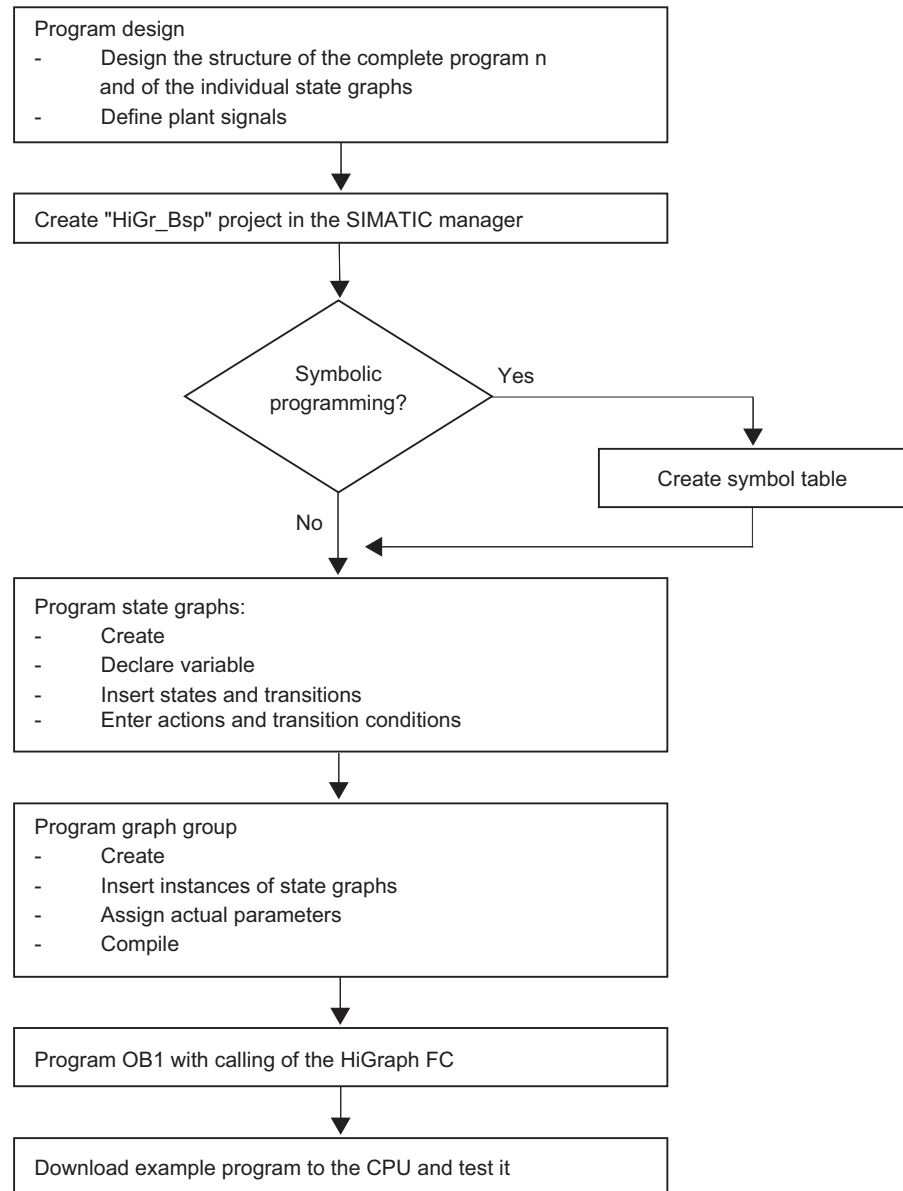 Program design
- Design the structure of the complete program n
and of the individual state graphs
- Define plant signals
Create "HiGr_Bsp" project in the SIMATIC manager
Symbolic
programming?
Yes
Create symbol table
No
Program state graphs:
- Create
- Declare variable
- Insert states and transitions
- Enter actions and transition conditions
Program graph group
- Create
- Insert instances of state graphs
- Assign actual parameters
- Compile
Program OB1 with calling of the HiGraph FC
Download example program to the CPU and test it